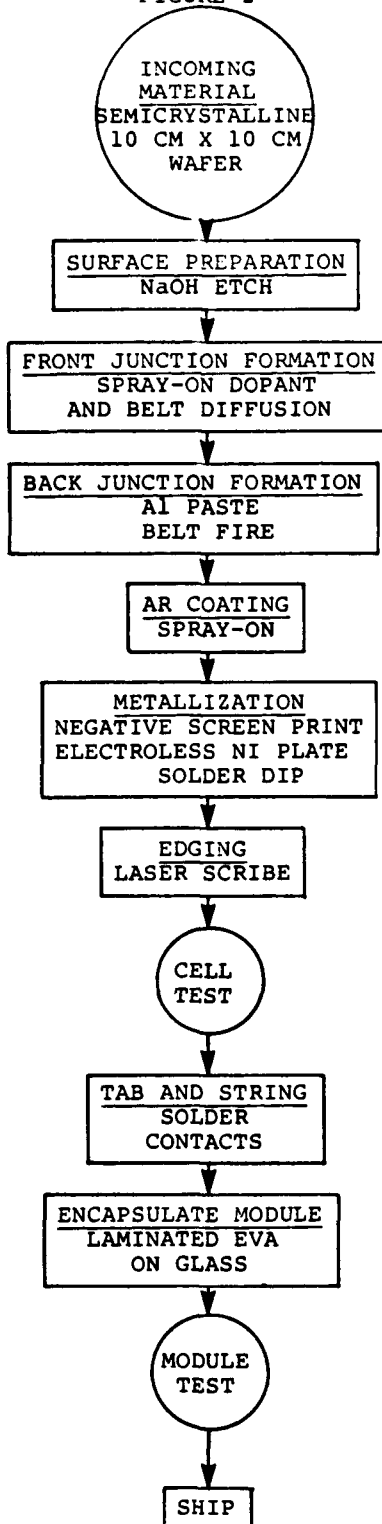 INCOMING
MATERIAL
SEMICRYSTALLINE
10 CM X 10 CM
WAFER
SURFACE PREPARATION
NaOH ETCH
FRONT JUNCTION FORMATION
SPRAY-ON DOPANT
AND BELT DIFFUSION
BACK JUNCTION FORMATION
Al PASTE
BELT FIRE
AR COATING
SPRAY-ON
METALLIZATION
NEGATIVE SCREEN PRINT
ELECTROLESS NI PLATE
SOLDER DIP
EDGING
LASER SCRIBE
CELL
TEST
TAB AND STRING
SOLDER
CONTACTS
ENCAPSULATE MODULE
LAMINATED EVA
ON GLASS
MODULE
TEST
SHIP